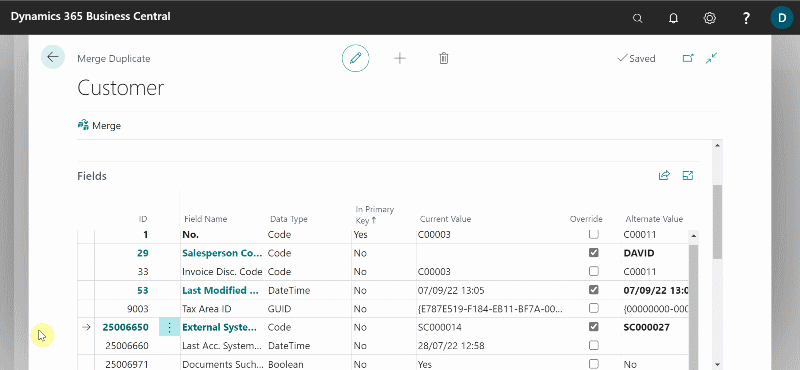 Dynamics 365 Business Central
?
D
Merge Duplicate
Saved
Customer
Merge
Fields
ID Field Name Data Type In Primary Key ↑ Current Value Override Alternate Value
1 No. Code Yes C00003 C00011
29 Salesperson Co... Code No DAVID
33 Invoice Disc. Code Code No C00003 C00011
53 Last Modified ... DateTime No 07/09/22 13:05 07/09/22 13:0
9003 Tax Area ID GUID No {E787E519-F184-EB11-BF7A-00... {00000000-000
25006650 External Syste... Code No SC000014 SC000027
25006660 Last Acc. System... DateTime No 28/07/22 12:58
25006971 Documents Such... Boolean No Yes No